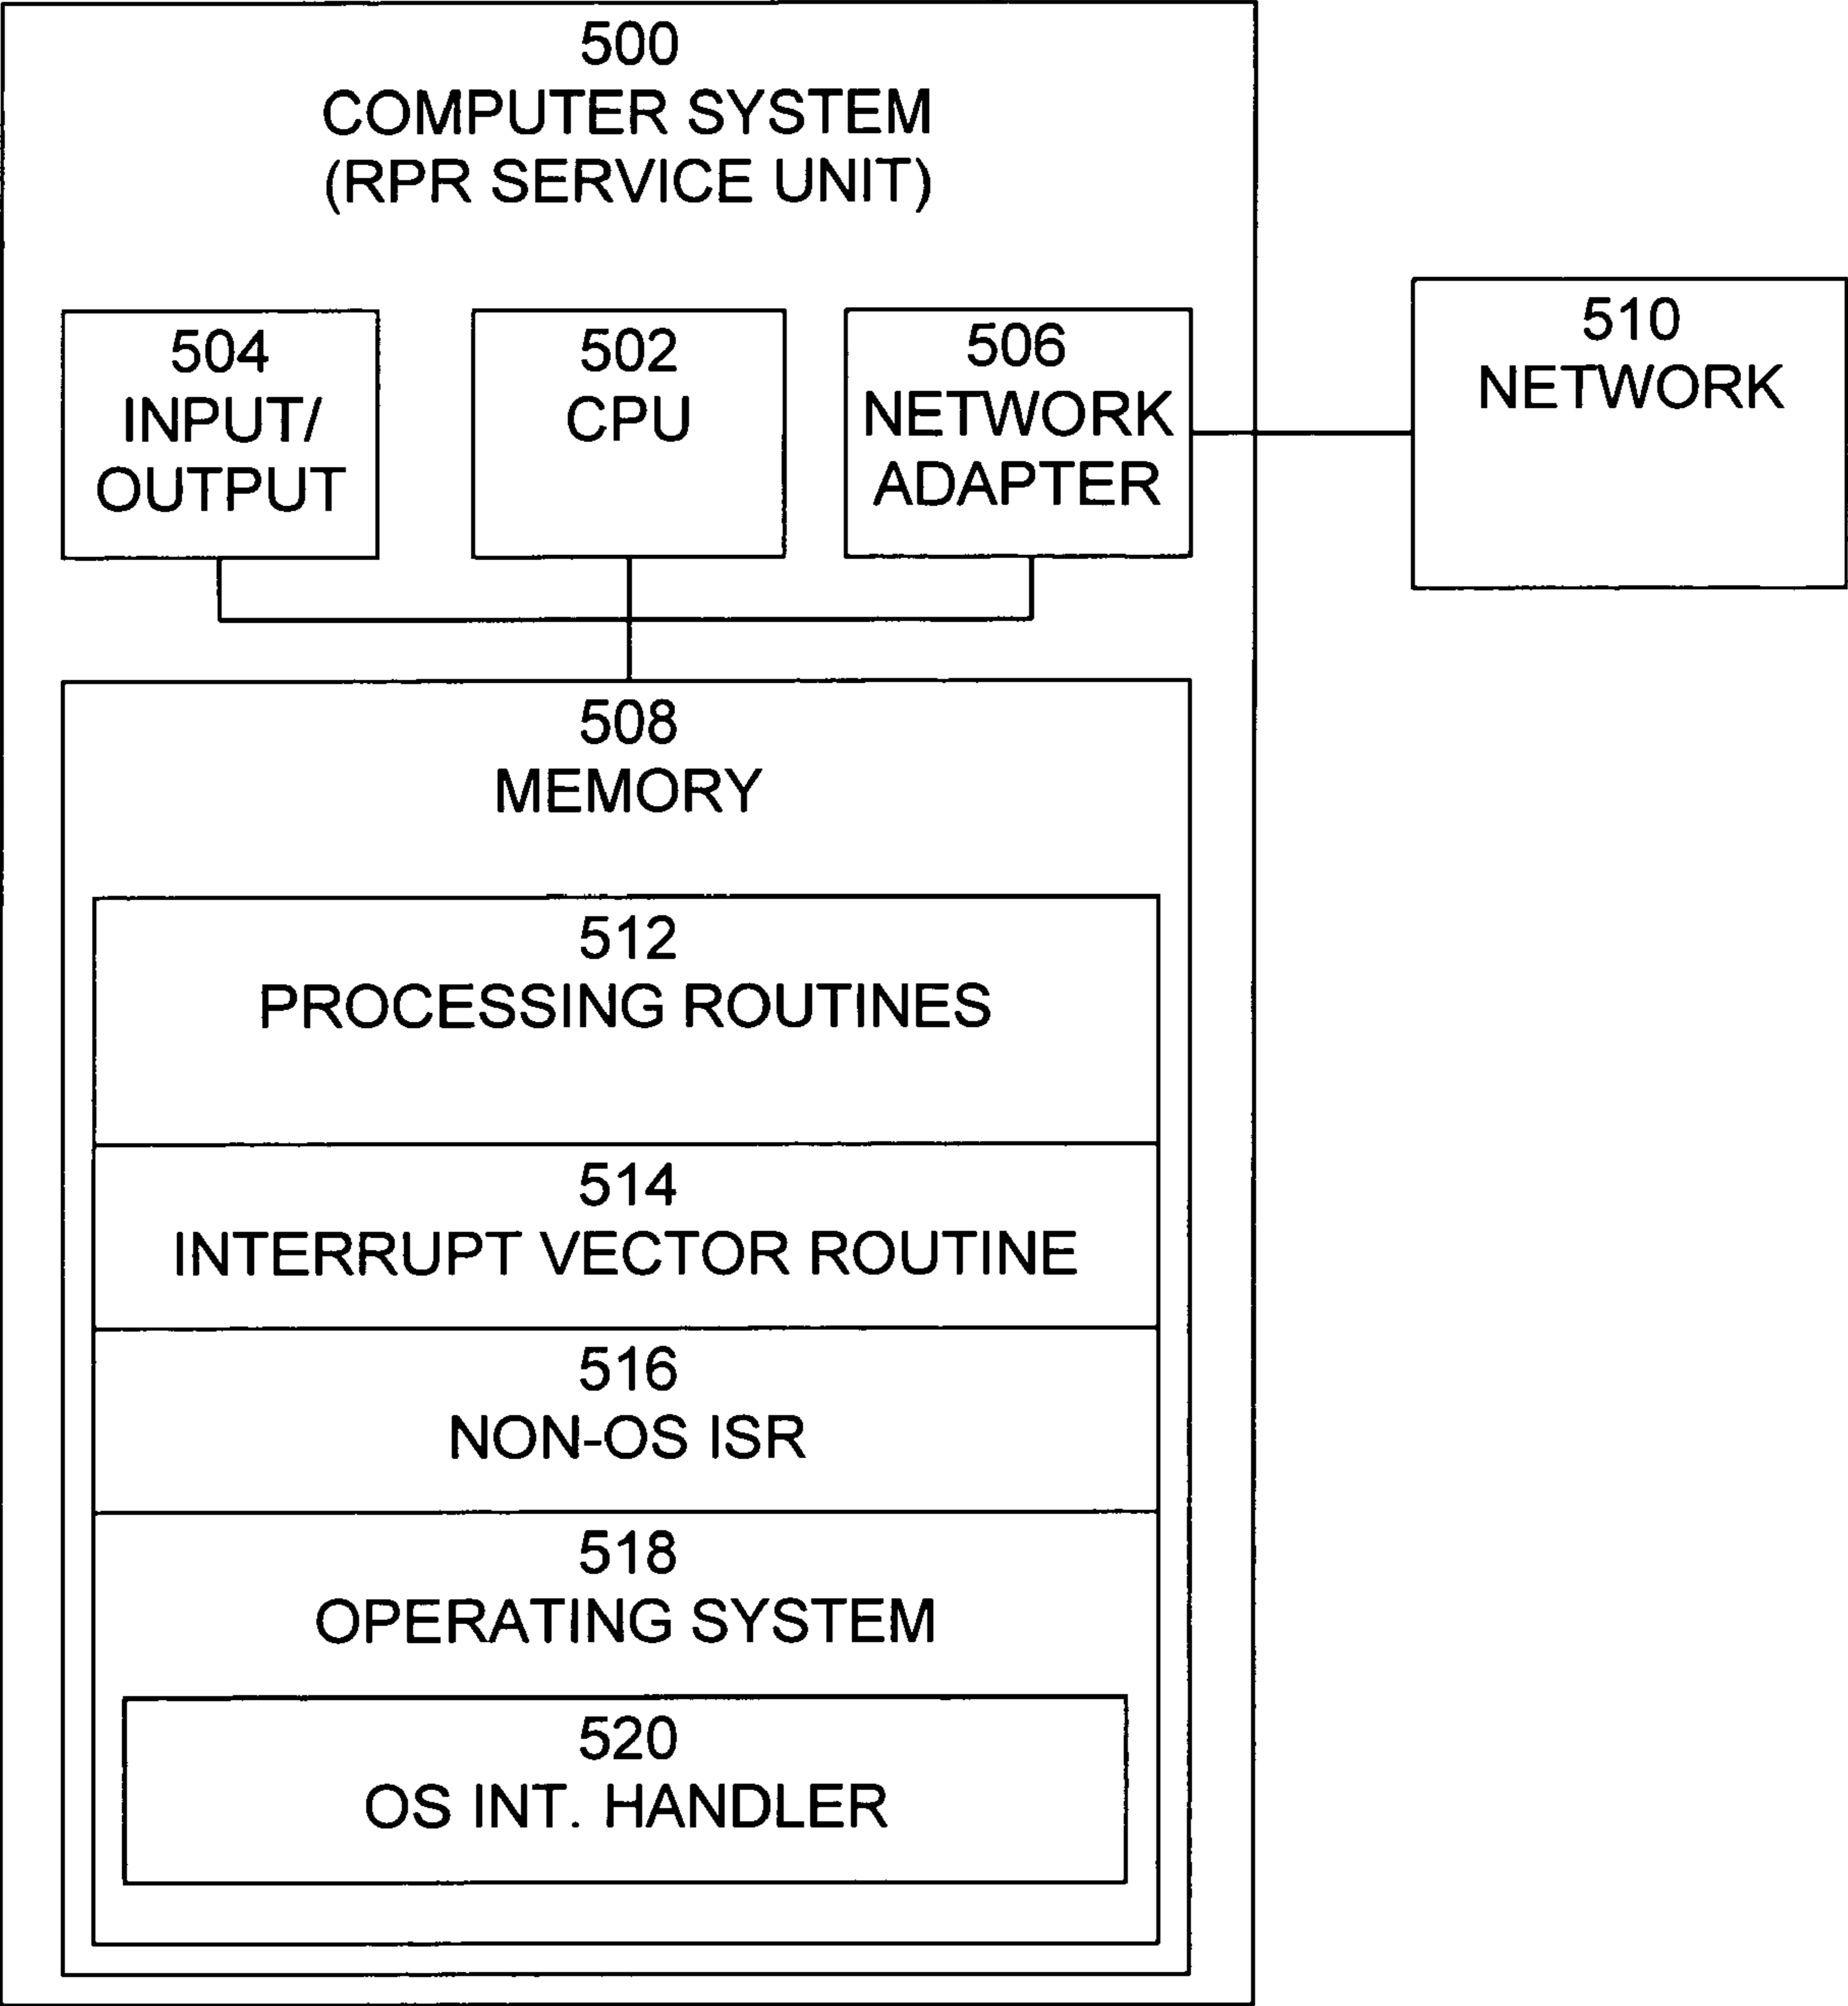 500
COMPUTER SYSTEM
(RPR SERVICE UNIT)
504
INPUT/
OUTPUT
502
CPU
506
NETWORK
ADAPTER
510
NETWORK
508
MEMORY
512
PROCESSING ROUTINES
514
INTERRUPT VECTOR ROUTINE
516
NON-OS ISR
518
OPERATING SYSTEM
520
OS INT. HANDLER